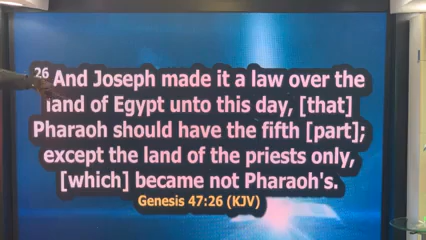 26 And Joseph made it a law over the
land of Egypt unto this day, [that]
Pharaoh should have the fifth [part];
except the land of the priests only,
[which] became not Pharaoh's.
Genesis 47:26 (KJV)